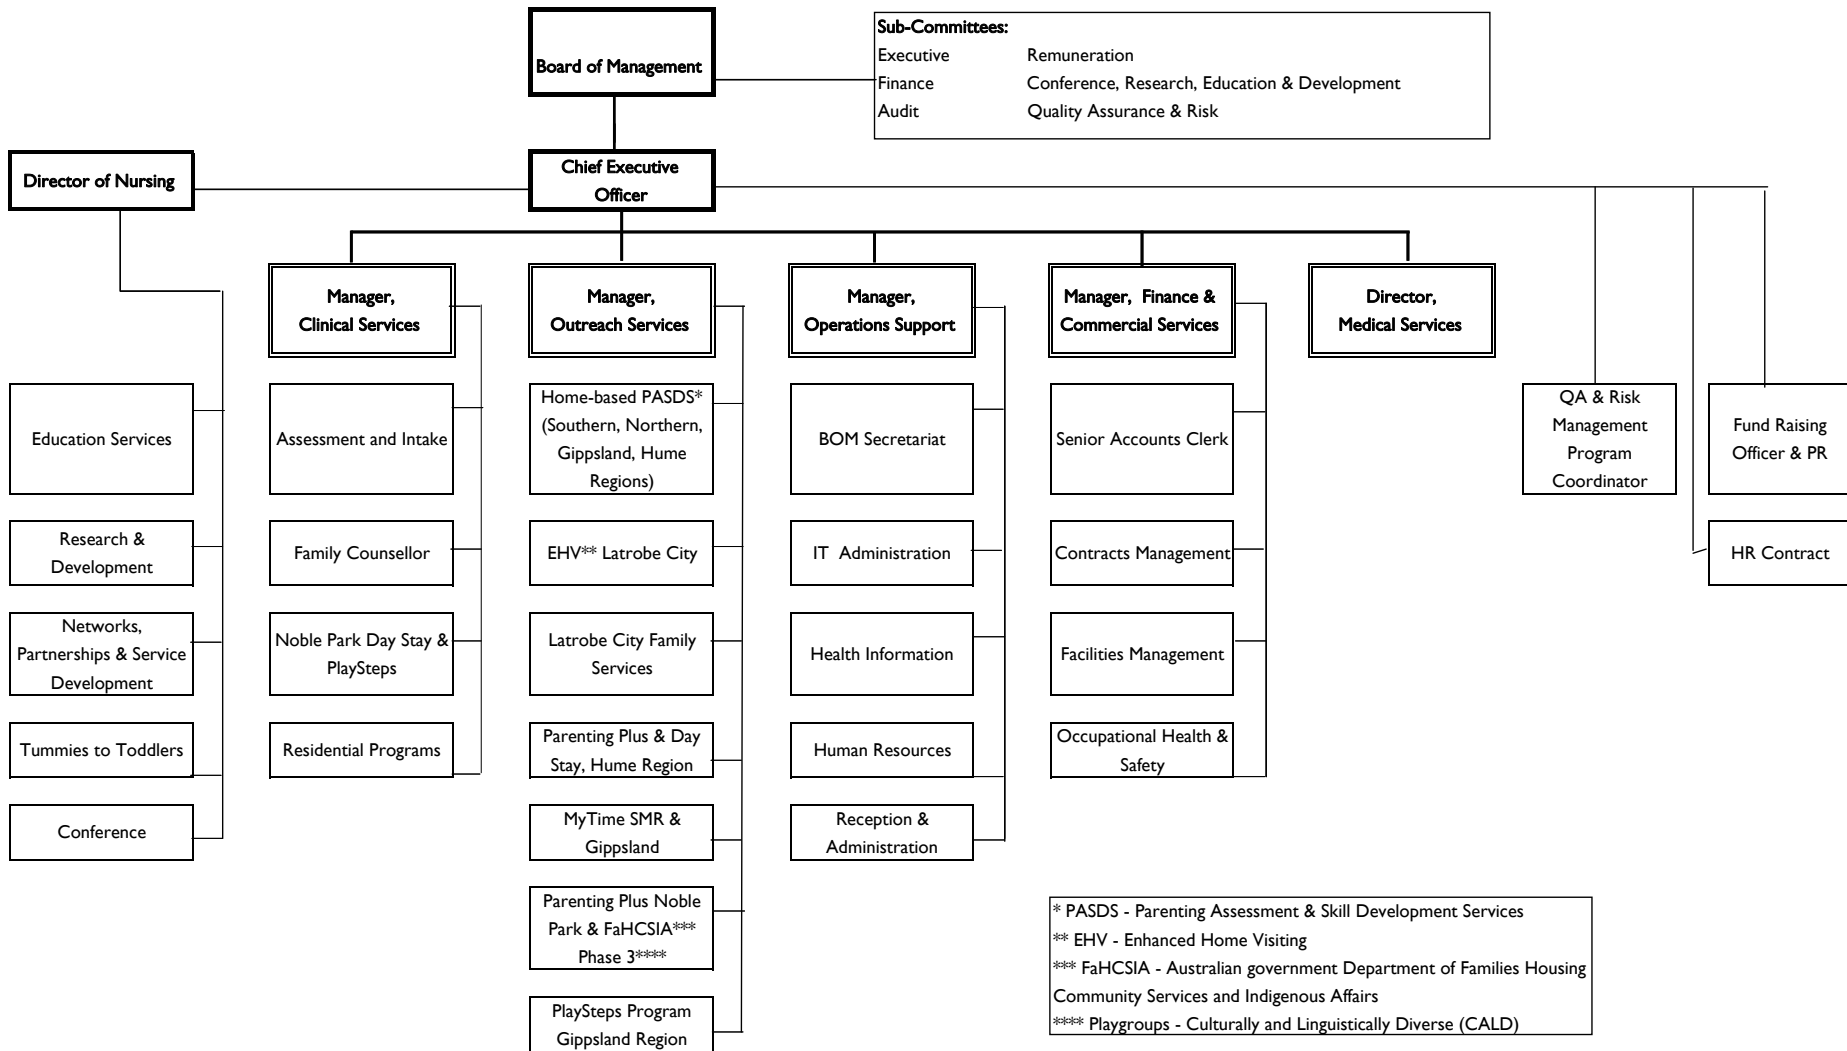 Board of Management
Sub-Committees:
Executive Remuneration
Finance Conference, Research, Education & Development
Audit Quality Assurance & Risk
Director of Nursing
Chief Executive
Officer
Manager,
Clinical Services
Manager,
Outreach Services
Manager,
Operations Support
Manager, Finance &
Commercial Services
Director,
Medical Services
Education Services
Research &
Development
Networks,
Partnerships & Service
Development
Tummies to Toddlers
Conference
Assessment and Intake
Family Counsellor
Noble Park Day Stay &
PlaySteps
Residential Programs
Home-based PASDS*
(Southern, Northern,
Gippsland, Hume
Regions)
EHV** Latrobe City
Latrobe City Family
Services
Parenting Plus & Day
Stay, Hume Region
MyTime SMR &
Gippsland
Parenting Plus Noble
Park & FaHCSIA***
Phase 3****
PlaySteps Program
Gippsland Region
BOM Secretariat
IT Administration
Health Information
Human Resources
Reception &
Administration
Senior Accounts Clerk
Contracts Management
Facilities Management
Occupational Health &
Safety
QA & Risk
Management
Program
Coordinator
Fund Raising
Officer & PR
HR Contract
* PASDS - Parenting Assessment & Skill Development Services
** EHV - Enhanced Home Visiting
*** FaHCSIA - Australian government Department of Families Housing
Community Services and Indigenous Affairs
**** Playgroups - Culturally and Linguistically Diverse (CALD)